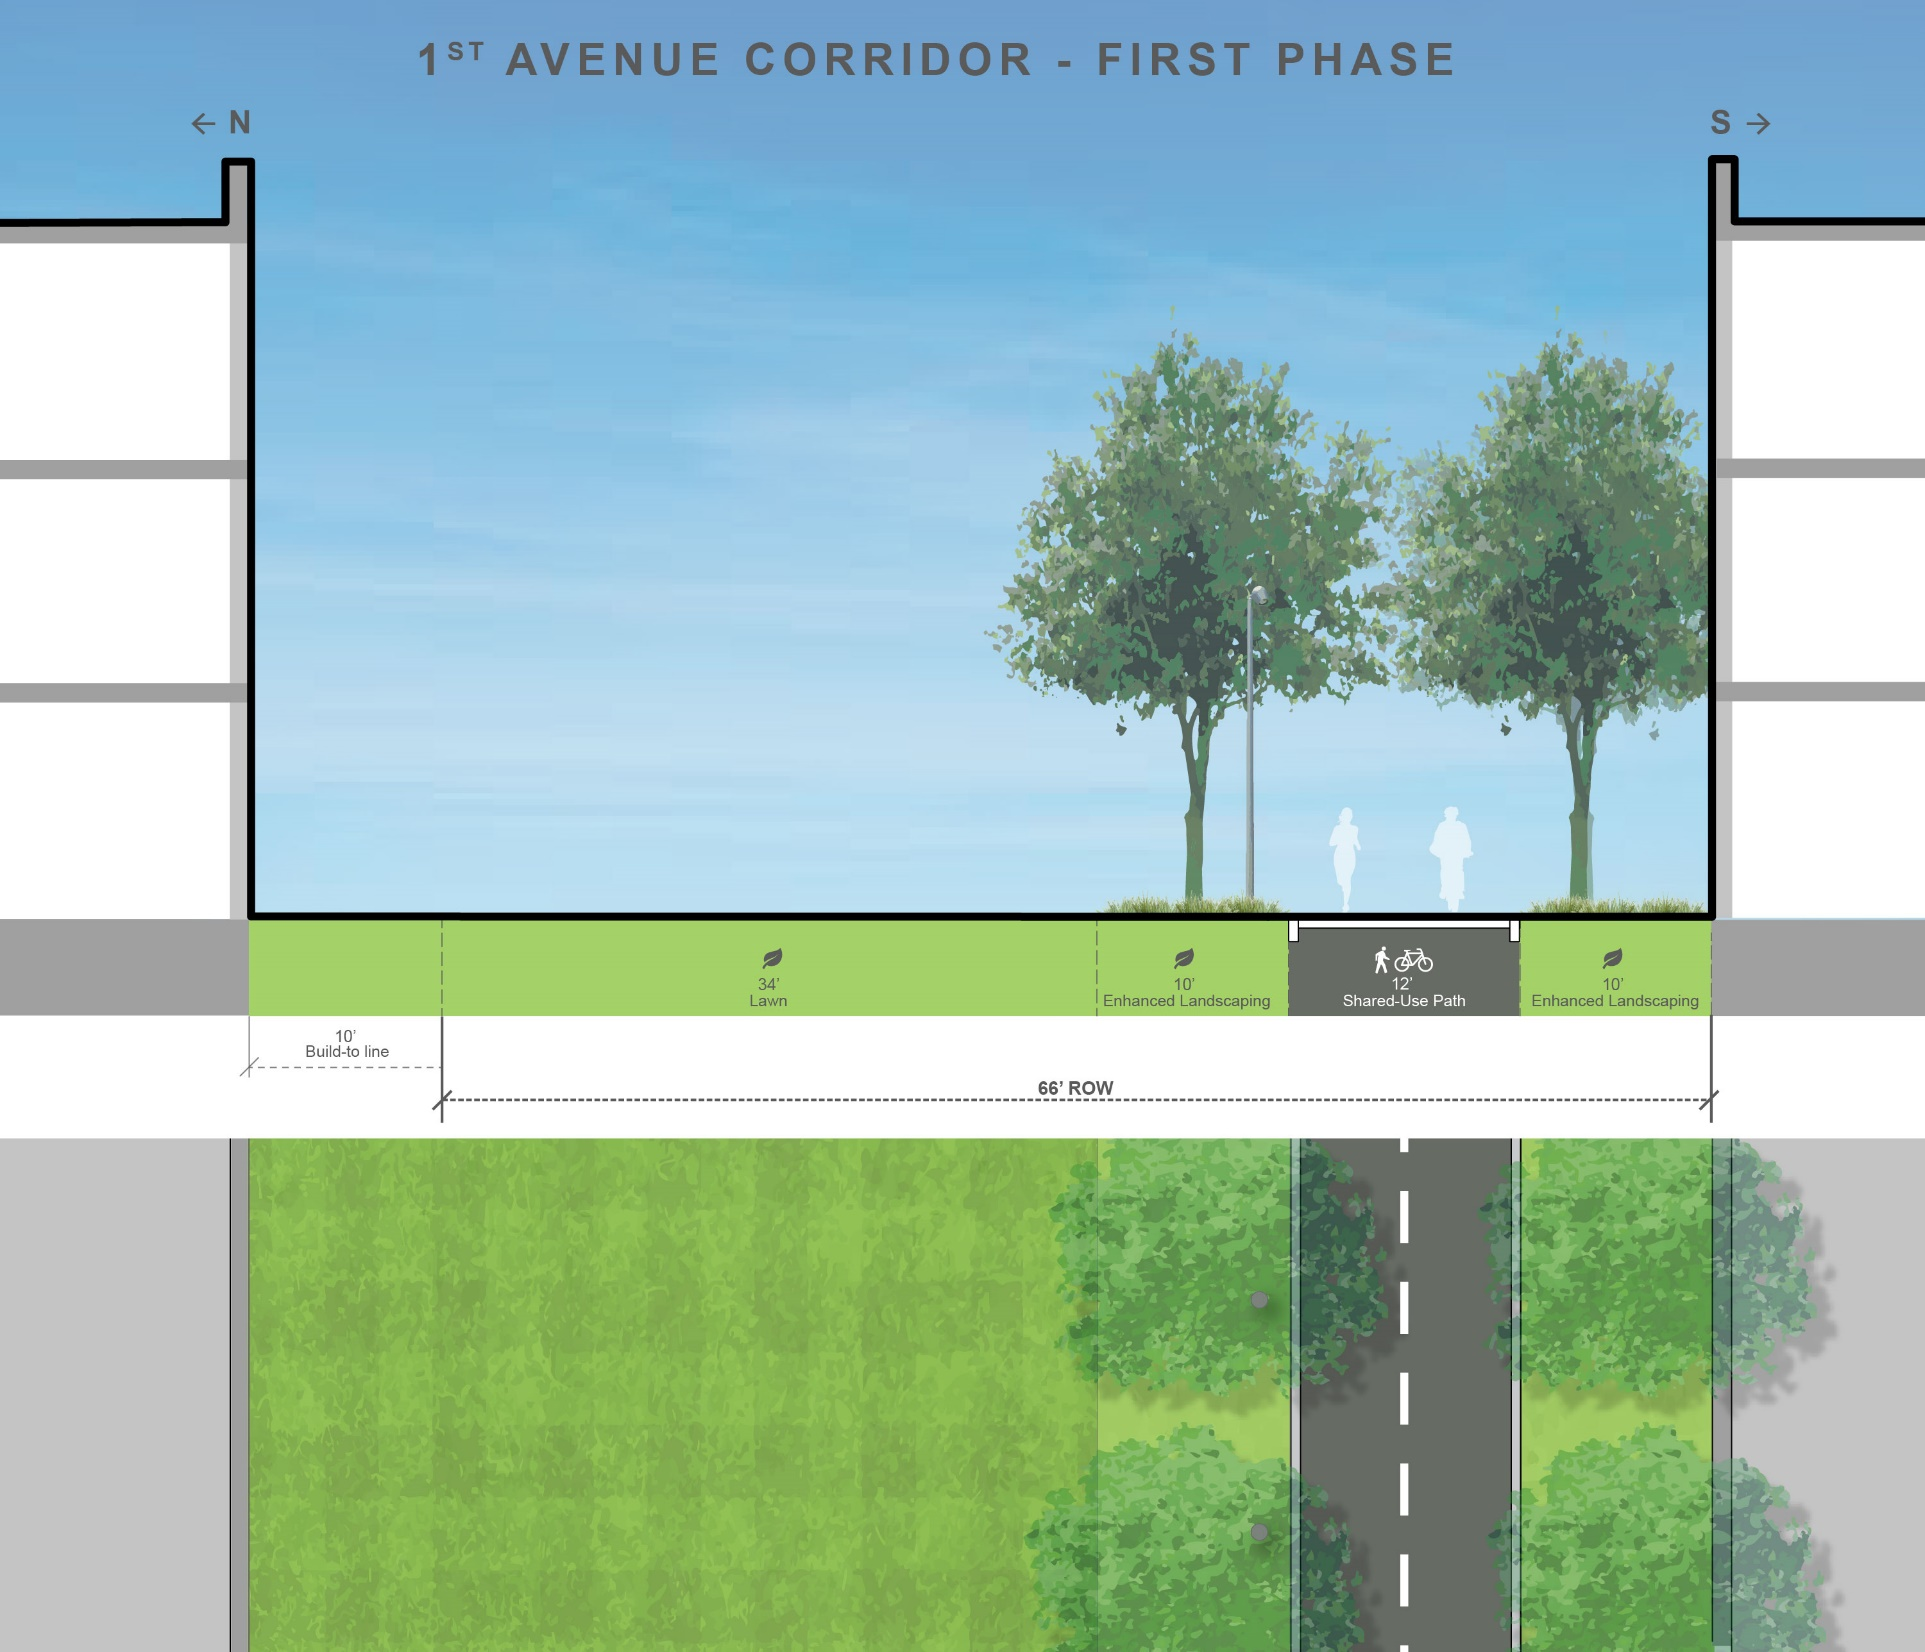 1ST AVENUE CORRIDOR - FIRST PHASE
← N
S →
34’
Lawn
10’
Enhanced Landscaping
12’
Shared-Use Path
10’
Enhanced Landscaping
10’
Build-to line
66’ ROW